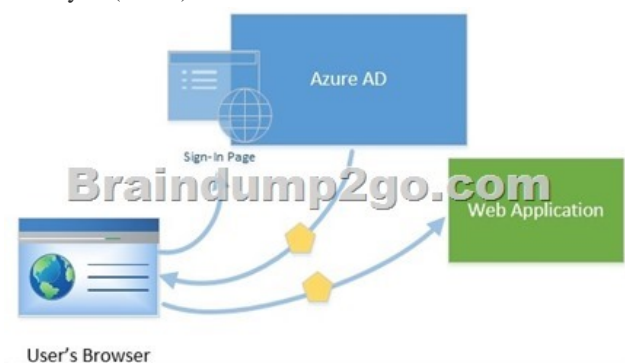 Azure AD
Sign-In Page
Braindump2go.com
Web Application
User's Browser